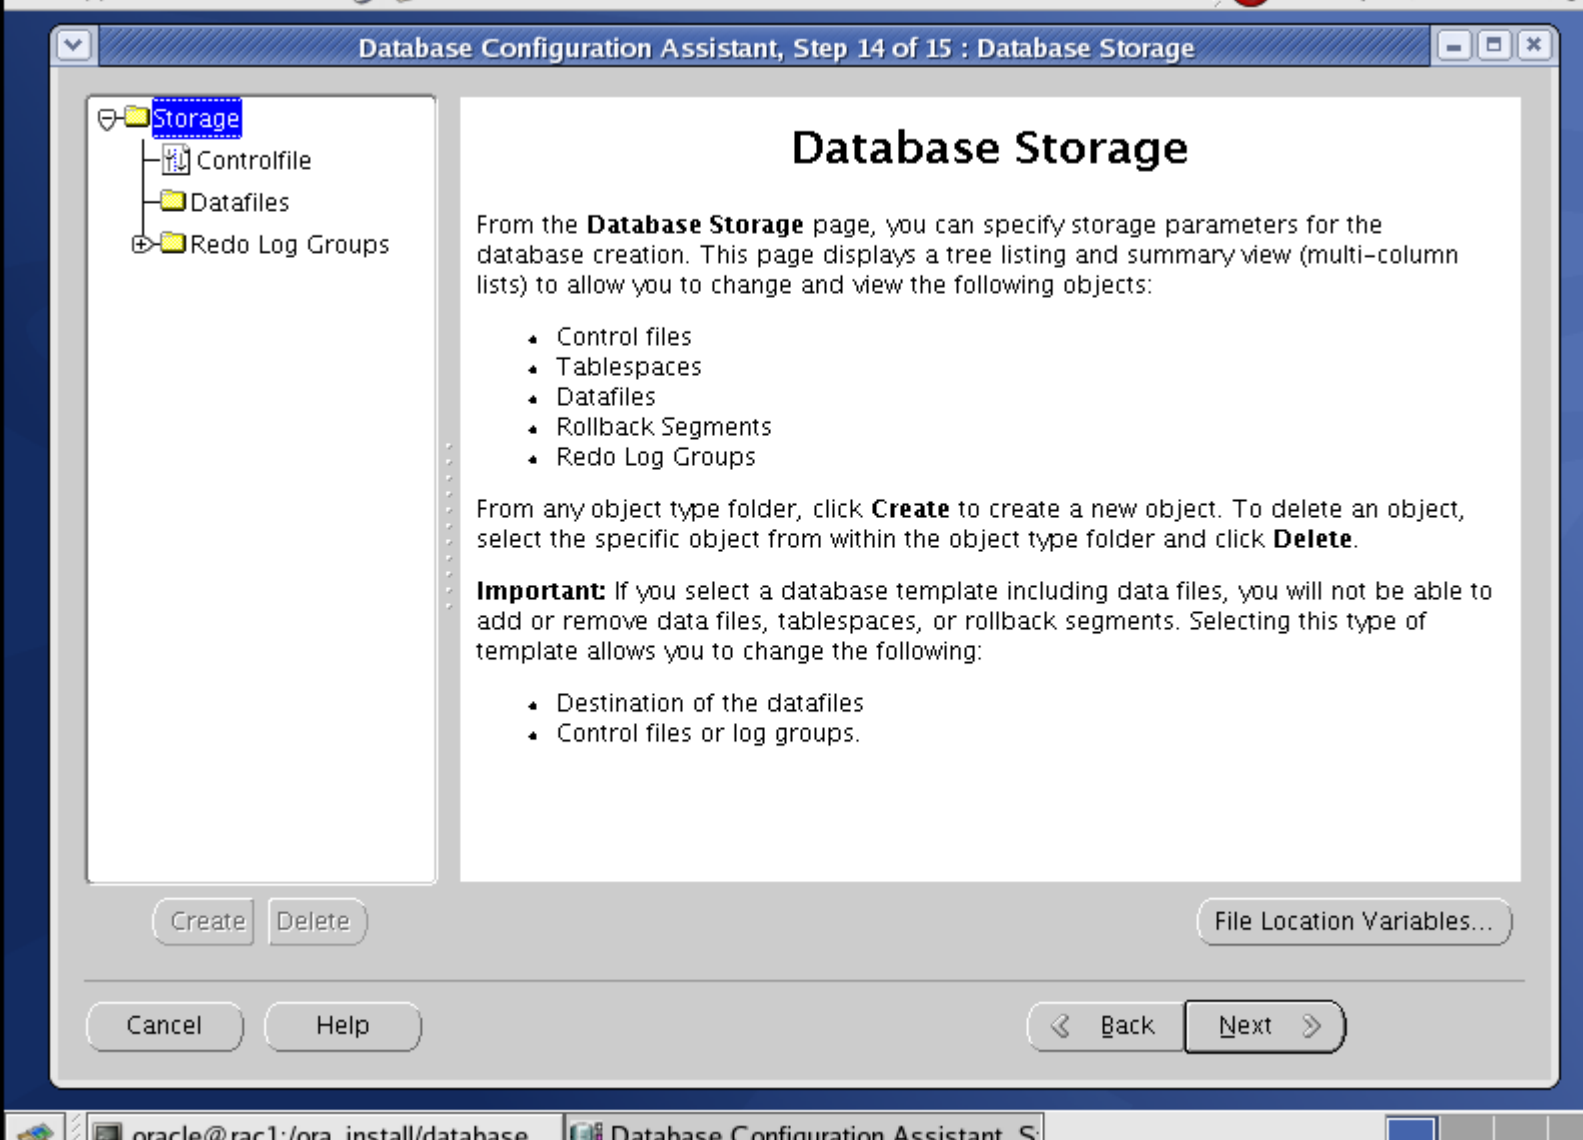 Database Configuration Assistant, Step 14 of 15 : Database Storage
Storage
Controlfile
Datafiles
Redo Log Groups
Database Storage
From the Database Storage page, you can specify storage parameters for the
database creation. This page displays a tree listing and summary view (multi-column
lists) to allow you to change and view the following objects:
Control files
Tablespaces
Datafiles
Rollback Segments
Redo Log Groups
From any object type folder, click Create to create a new object. To delete an object,
select the specific object from within the object type folder and click Delete.
Important: If you select a database template including data files, you will not be able to
add or remove data files, tablespaces, or rollback segments. Selecting this type of
template allows you to change the following:
Destination of the datafiles
Control files or log groups.
Create Delete
File Location Variables...
Cancel Help
Back Next
oracle@rac1:/ora_install/database
Database Configuration Assistant, S